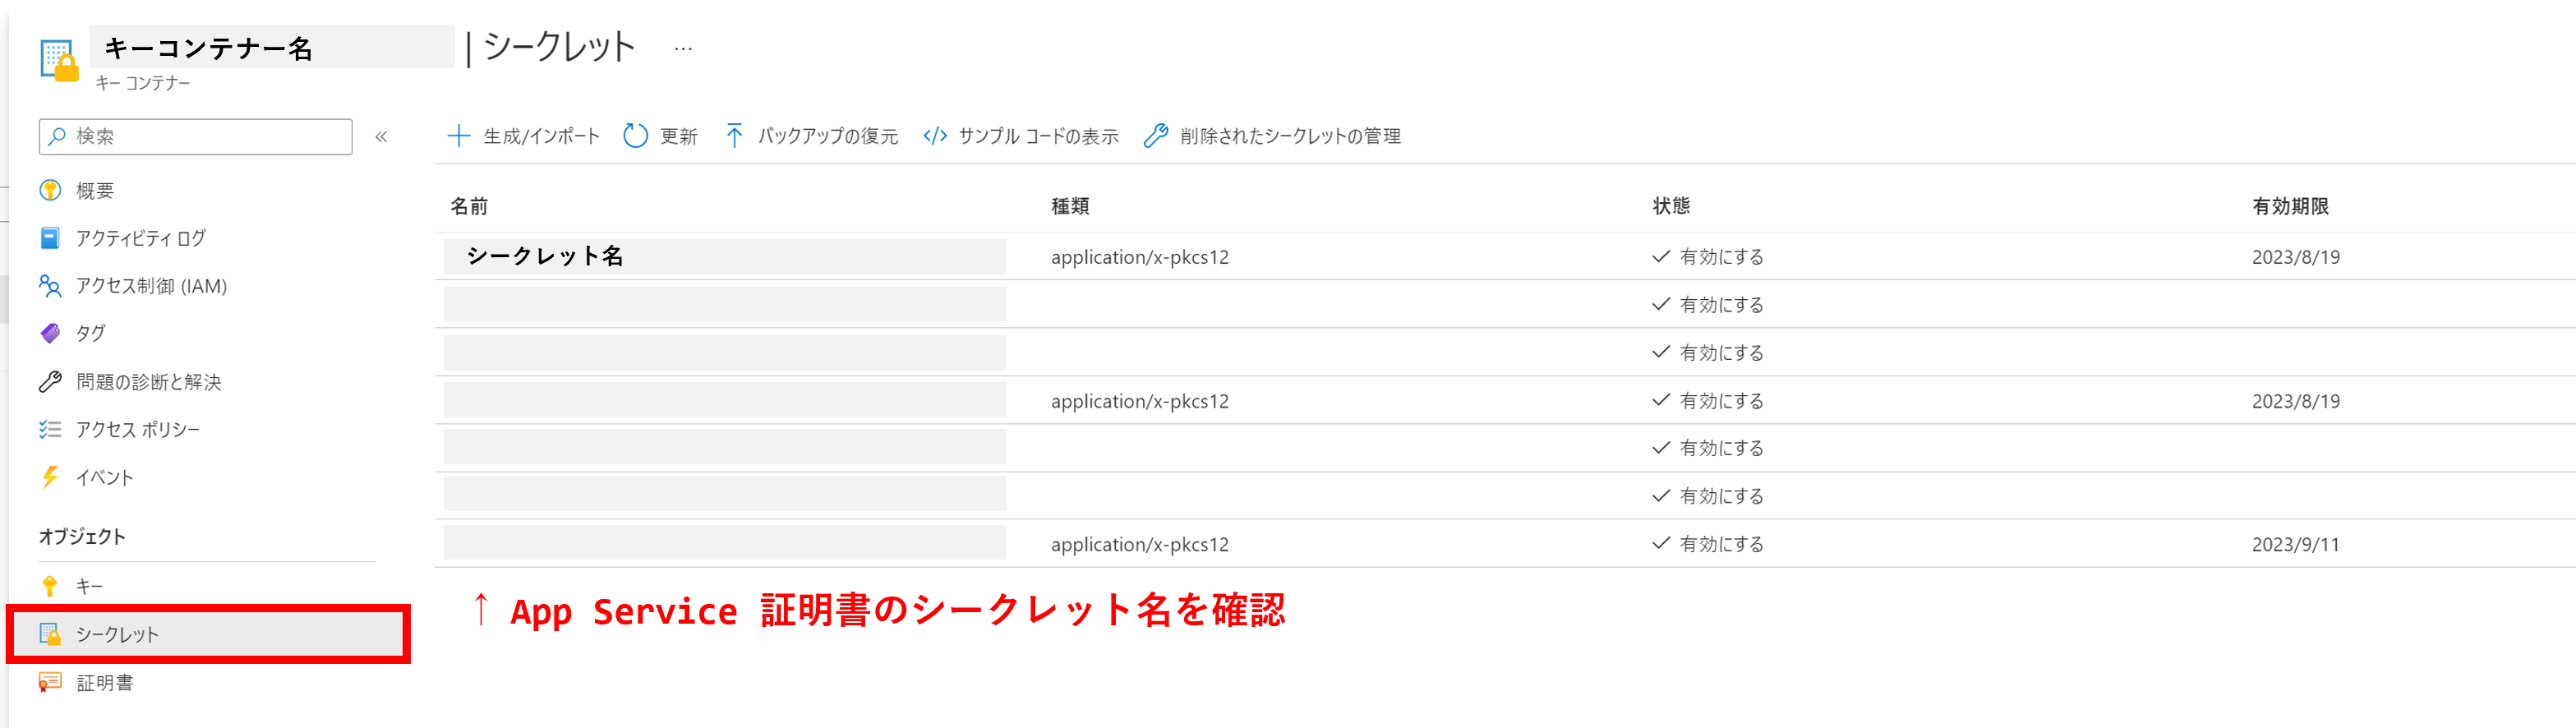 キーコンテナー名 | シークレット …
キー コンテナー
検索 «
生成/インポート 更新 バックアップの復元 </> サンプル コードの表示 削除されたシークレットの管理
概要
アクティビティ ログ
アクセス制御 (IAM)
タグ
問題の診断と解決
アクセス ポリシー
イベント
オブジェクト
キー
シークレット
証明書
名前 種類 状態 有効期限
シークレット名 application/x-pkcs12 有効にする 2023/8/19
有効にする
有効にする
application/x-pkcs12 有効にする 2023/8/19
有効にする
有効にする
application/x-pkcs12 有効にする 2023/9/11
↑ App Service 証明書のシークレット名を確認